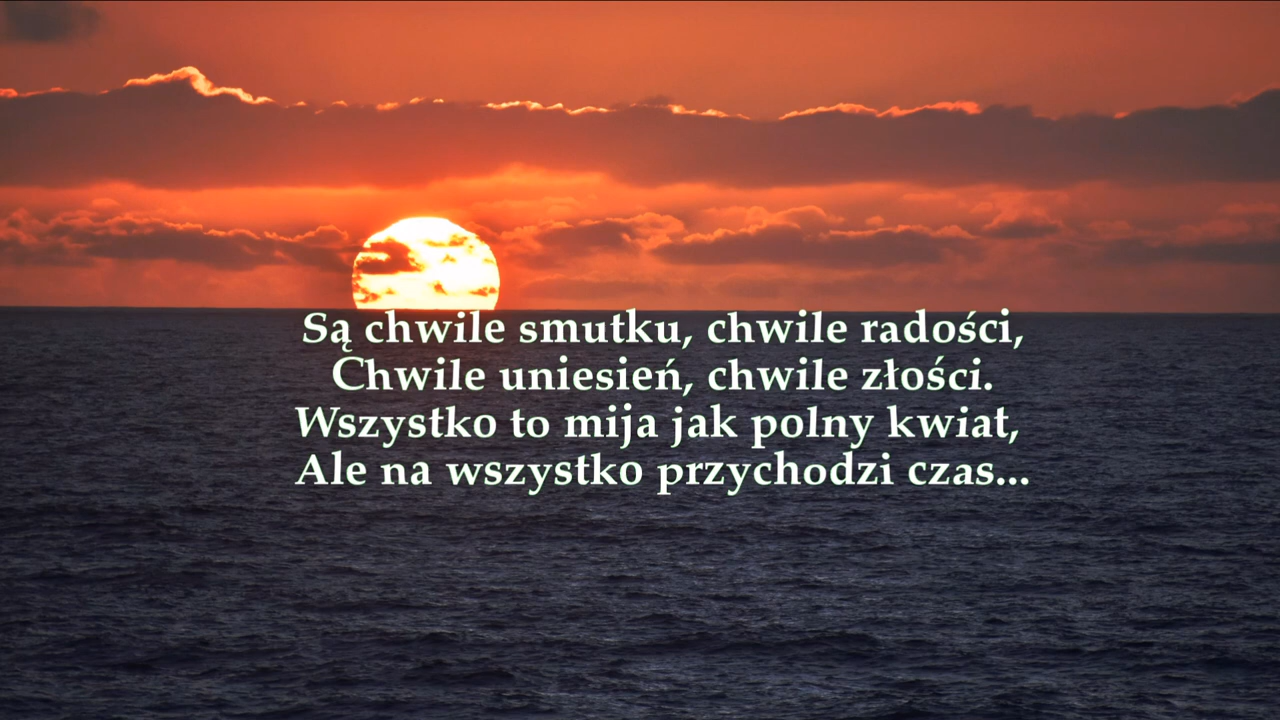 Są chwile smutku, chwile radości,
Chwile uniesień, chwile złości.
Wszystko to mija jak polny kwiat,
Ale na wszystko przychodzi czas...